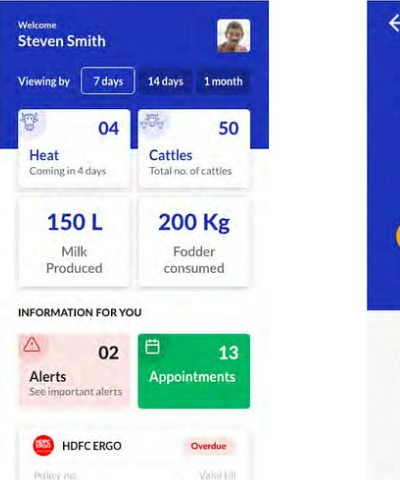 Welcome
Steven Smith
Viewing by 7 days 14 days 1 month
04 50
Heat Cattles
Coming in 4 days Total no. of cattles
150 L 200 Kg
Milk Fodder
Produced consumed
INFORMATION FOR YOU
02 13
Alerts Appointments
See important alerts
HDFC ERGO Overdue
Policy no. Valid till